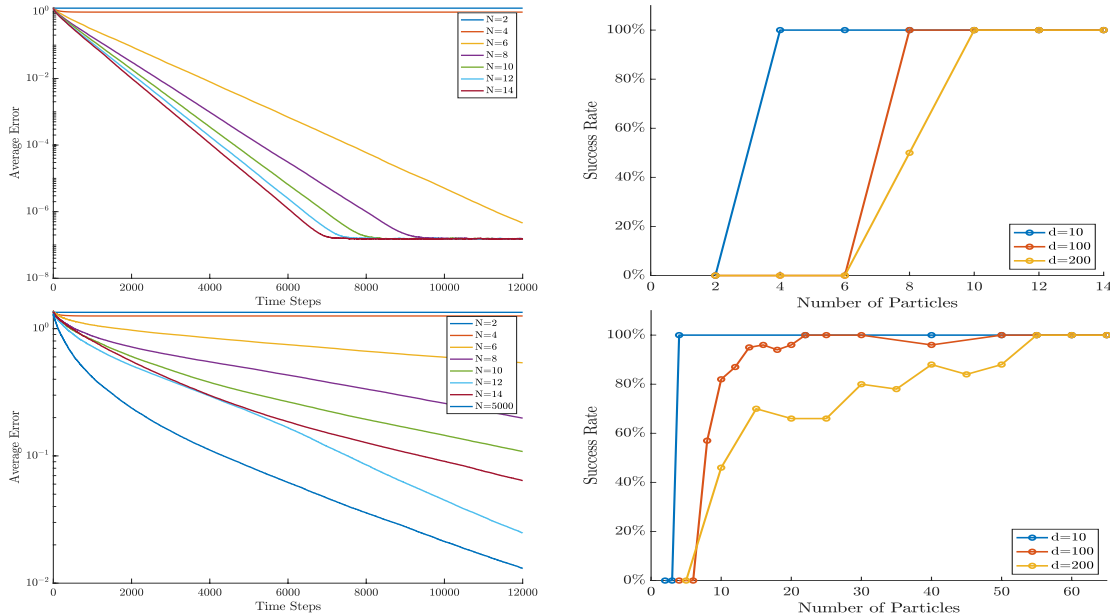 Average Error
10^0
10^-2
10^-4
10^-6
10^-8
0
2000
4000
6000
8000
10000
12000
Time Steps
N=2
N=4
N=6
N=8
N=10
N=12
N=14
Success Rate
100%
80%
60%
40%
20%
0%
0
2
4
6
8
10
12
14
Number of Particles
d=10
d=100
d=200
Average Error
10^0
10^-1
10^-2
0
2000
4000
6000
8000
10000
12000
Time Steps
N=2
N=4
N=6
N=8
N=10
N=12
N=14
N=5000
Success Rate
100%
80%
60%
40%
20%
0%
0
10
20
30
40
50
60
Number of Particles
d=10
d=100
d=200